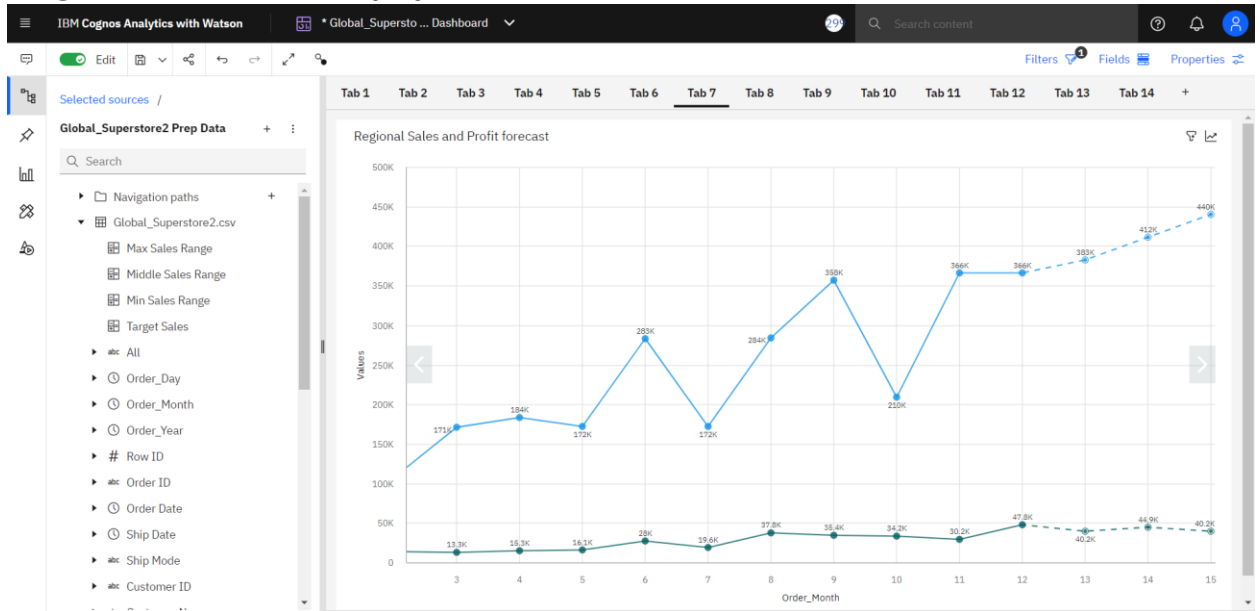 IBM Cognos Analytics with Watson
* Global_Supersto ... Dashboard
299
Search content
Edit
Filters
1
Fields
Properties
Selected sources /
Tab 1 Tab 2 Tab 3 Tab 4 Tab 5 Tab 6 Tab 7 Tab 8 Tab 9 Tab 10 Tab 11 Tab 12 Tab 13 Tab 14 +
Global_Superstore2 Prep Data
Search
Navigation paths
Global_Superstore2.csv
Max Sales Range
Middle Sales Range
Min Sales Range
Target Sales
abc All
Order_Day
Order_Month
Order_Year
# Row ID
abc Order ID
Order Date
Ship Date
abc Ship Mode
abc Customer ID
Regional Sales and Profit forecast
500K
450K
400K
350K
300K
250K
200K
150K
100K
50K
0
Values
171K 184K 172K 283K 172K 284K 358K 210K 366K 366K 383K 412K 440K
13.3K 15.3K 16.1K 28K 19.6K 37.8K 35.4K 34.2K 30.2K 47.8K 40.2K 44.9K 40.2K
3 4 5 6 7 8 9 10 11 12 13 14 15
Order_Month